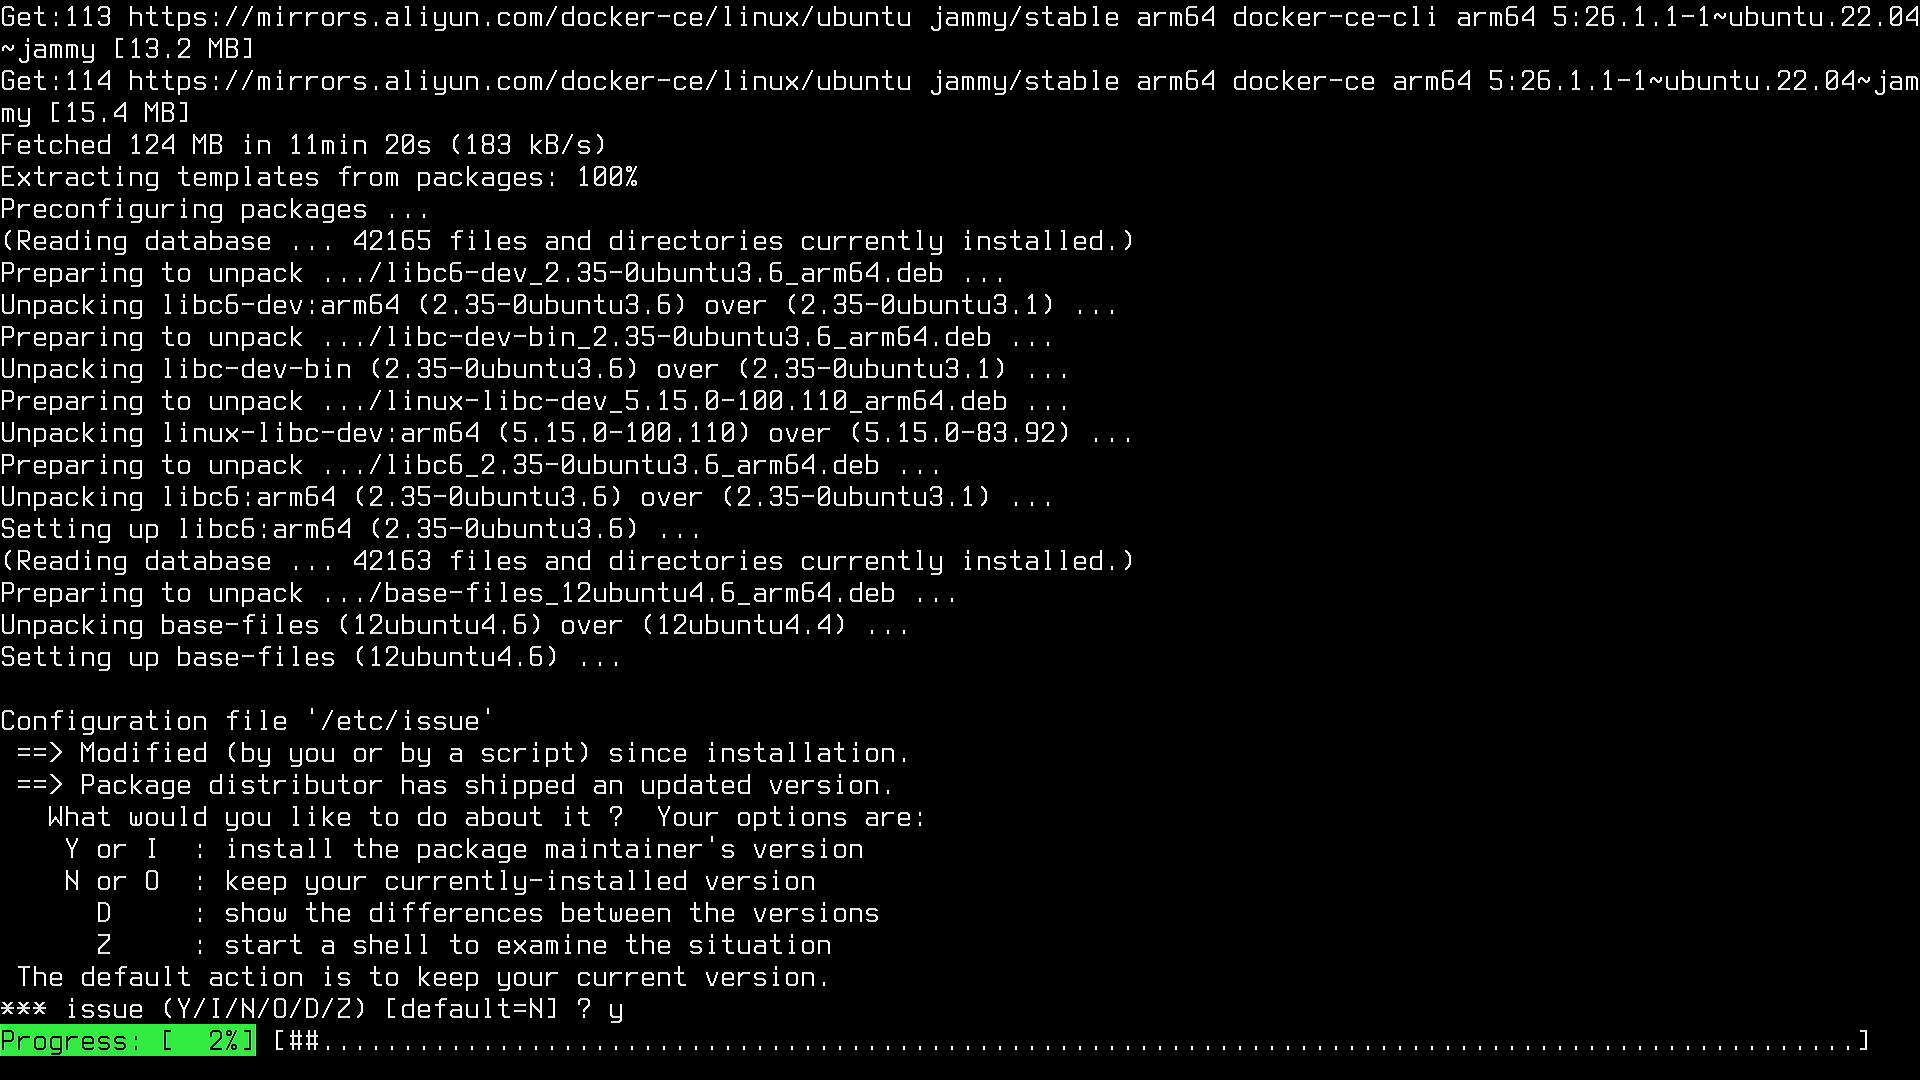 Get:113 https://mirrors.aliyun.com/docker-ce/linux/ubuntu jammy/stable arm64 docker-ce-cli arm64 5:26.1.1-1~ubuntu.22.04
~jammy [13.2 MB]
Get:114 https://mirrors.aliyun.com/docker-ce/linux/ubuntu jammy/stable arm64 docker-ce arm64 5:26.1.1-1~ubuntu.22.04~jam
my [15.4 MB]
Fetched 124 MB in 11min 20s (183 kB/s)
Extracting templates from packages: 100%
Preconfiguring packages ...
(Reading database ... 42165 files and directories currently installed.)
Preparing to unpack .../libc6-dev_2.35-0ubuntu3.6_arm64.deb ...
Unpacking libc6-dev:arm64 (2.35-0ubuntu3.6) over (2.35-0ubuntu3.1) ...
Preparing to unpack .../libc-dev-bin_2.35-0ubuntu3.6_arm64.deb ...
Unpacking libc-dev-bin (2.35-0ubuntu3.6) over (2.35-0ubuntu3.1) ...
Preparing to unpack .../linux-libc-dev_5.15.0-100.110_arm64.deb ...
Unpacking linux-libc-dev:arm64 (5.15.0-100.110) over (5.15.0-83.92) ...
Preparing to unpack .../libc6_2.35-0ubuntu3.6_arm64.deb ...
Unpacking libc6:arm64 (2.35-0ubuntu3.6) over (2.35-0ubuntu3.1) ...
Setting up libc6:arm64 (2.35-0ubuntu3.6) ...
(Reading database ... 42163 files and directories currently installed.)
Preparing to unpack .../base-files_12ubuntu4.6_arm64.deb ...
Unpacking base-files (12ubuntu4.6) over (12ubuntu4.4) ...
Setting up base-files (12ubuntu4.6) ...

Configuration file '/etc/issue'
 ==> Modified (by you or by a script) since installation.
 ==> Package distributor has shipped an updated version.
   What would you like to do about it ?  Your options are:
    Y or I  : install the package maintainer's version
    N or O  : keep your currently-installed version
      D     : show the differences between the versions
      Z     : start a shell to examine the situation
 The default action is to keep your current version.
*** issue (Y/I/N/O/D/Z) [default=N] ? y
Progress: [  2%] [##................................................................................................]